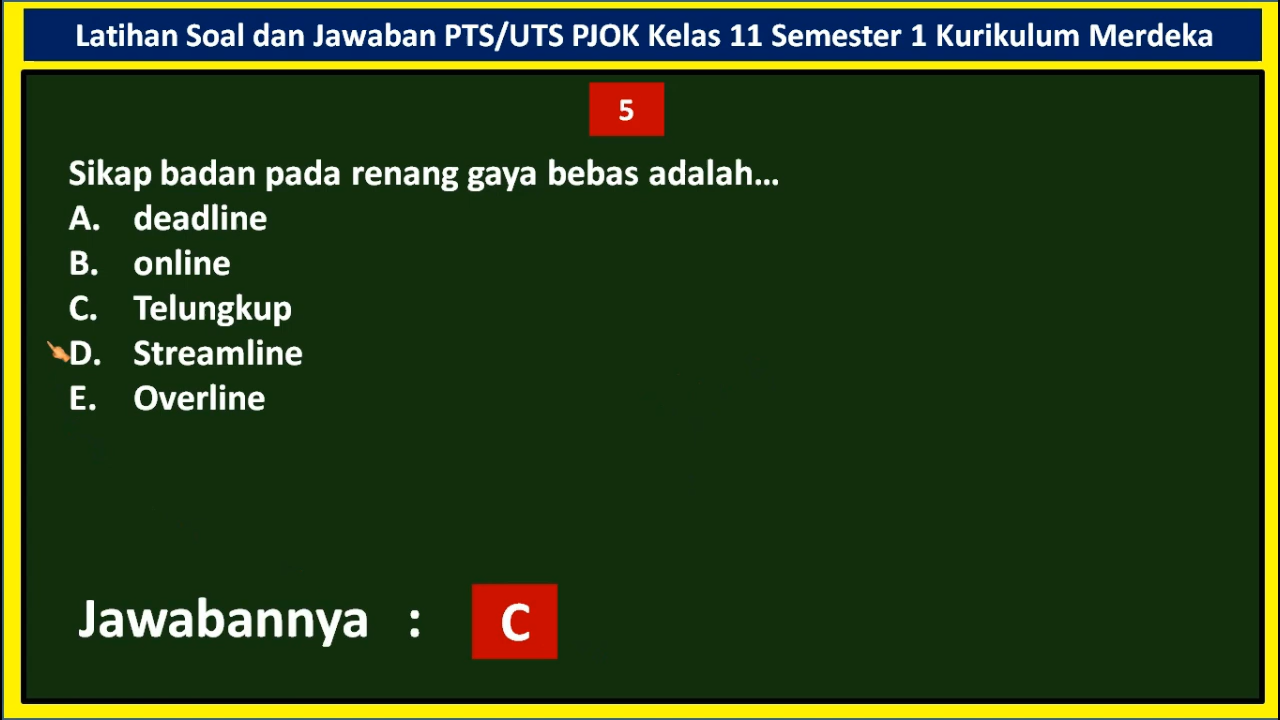 Latihan Soal dan Jawaban PTS/UTS PJOK Kelas 11 Semester 1 Kurikulum Merdeka
5
Sikap badan pada renang gaya bebas adalah...
A. deadline
B. online
C. Telungkup
D. Streamline
E. Overline
Jawabannya : C